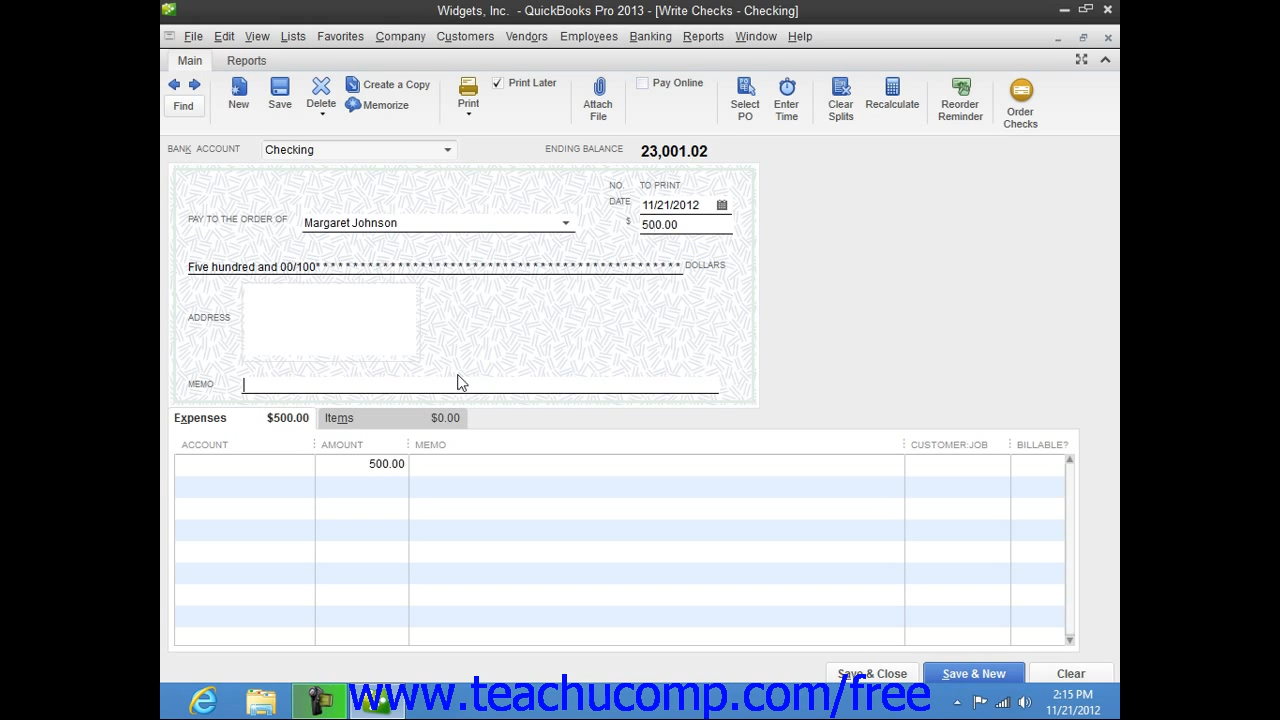 Widgets, Inc. - QuickBooks Pro 2013 - [Write Checks - Checking]
File Edit View Lists Favorites Company Customers Vendors Employees Banking Reports Window Help
Main Reports
Find New Save Delete Create a Copy Memorize Print Print Later Attach File Pay Online Select PO Enter Time Clear Splits Recalculate Reorder Reminder Order Checks
BANK ACCOUNT Checking ENDING BALANCE 23,001.02
NO. TO PRINT
DATE 11/21/2012
PAY TO THE ORDER OF Margaret Johnson $ 500.00
Five hundred and 00/100* * * * * * * * * * * * * * * * * * * * * * * * * * * * * * * * * * * * * * * * * * * * * * * * * DOLLARS
ADDRESS
MEMO
Expenses $500.00 Items $0.00
ACCOUNT AMOUNT MEMO CUSTOMER:JOB BILLABLE?
500.00
Save & Close Save & New Clear
www.teachucomp.com/free
2:15 PM
11/21/2012